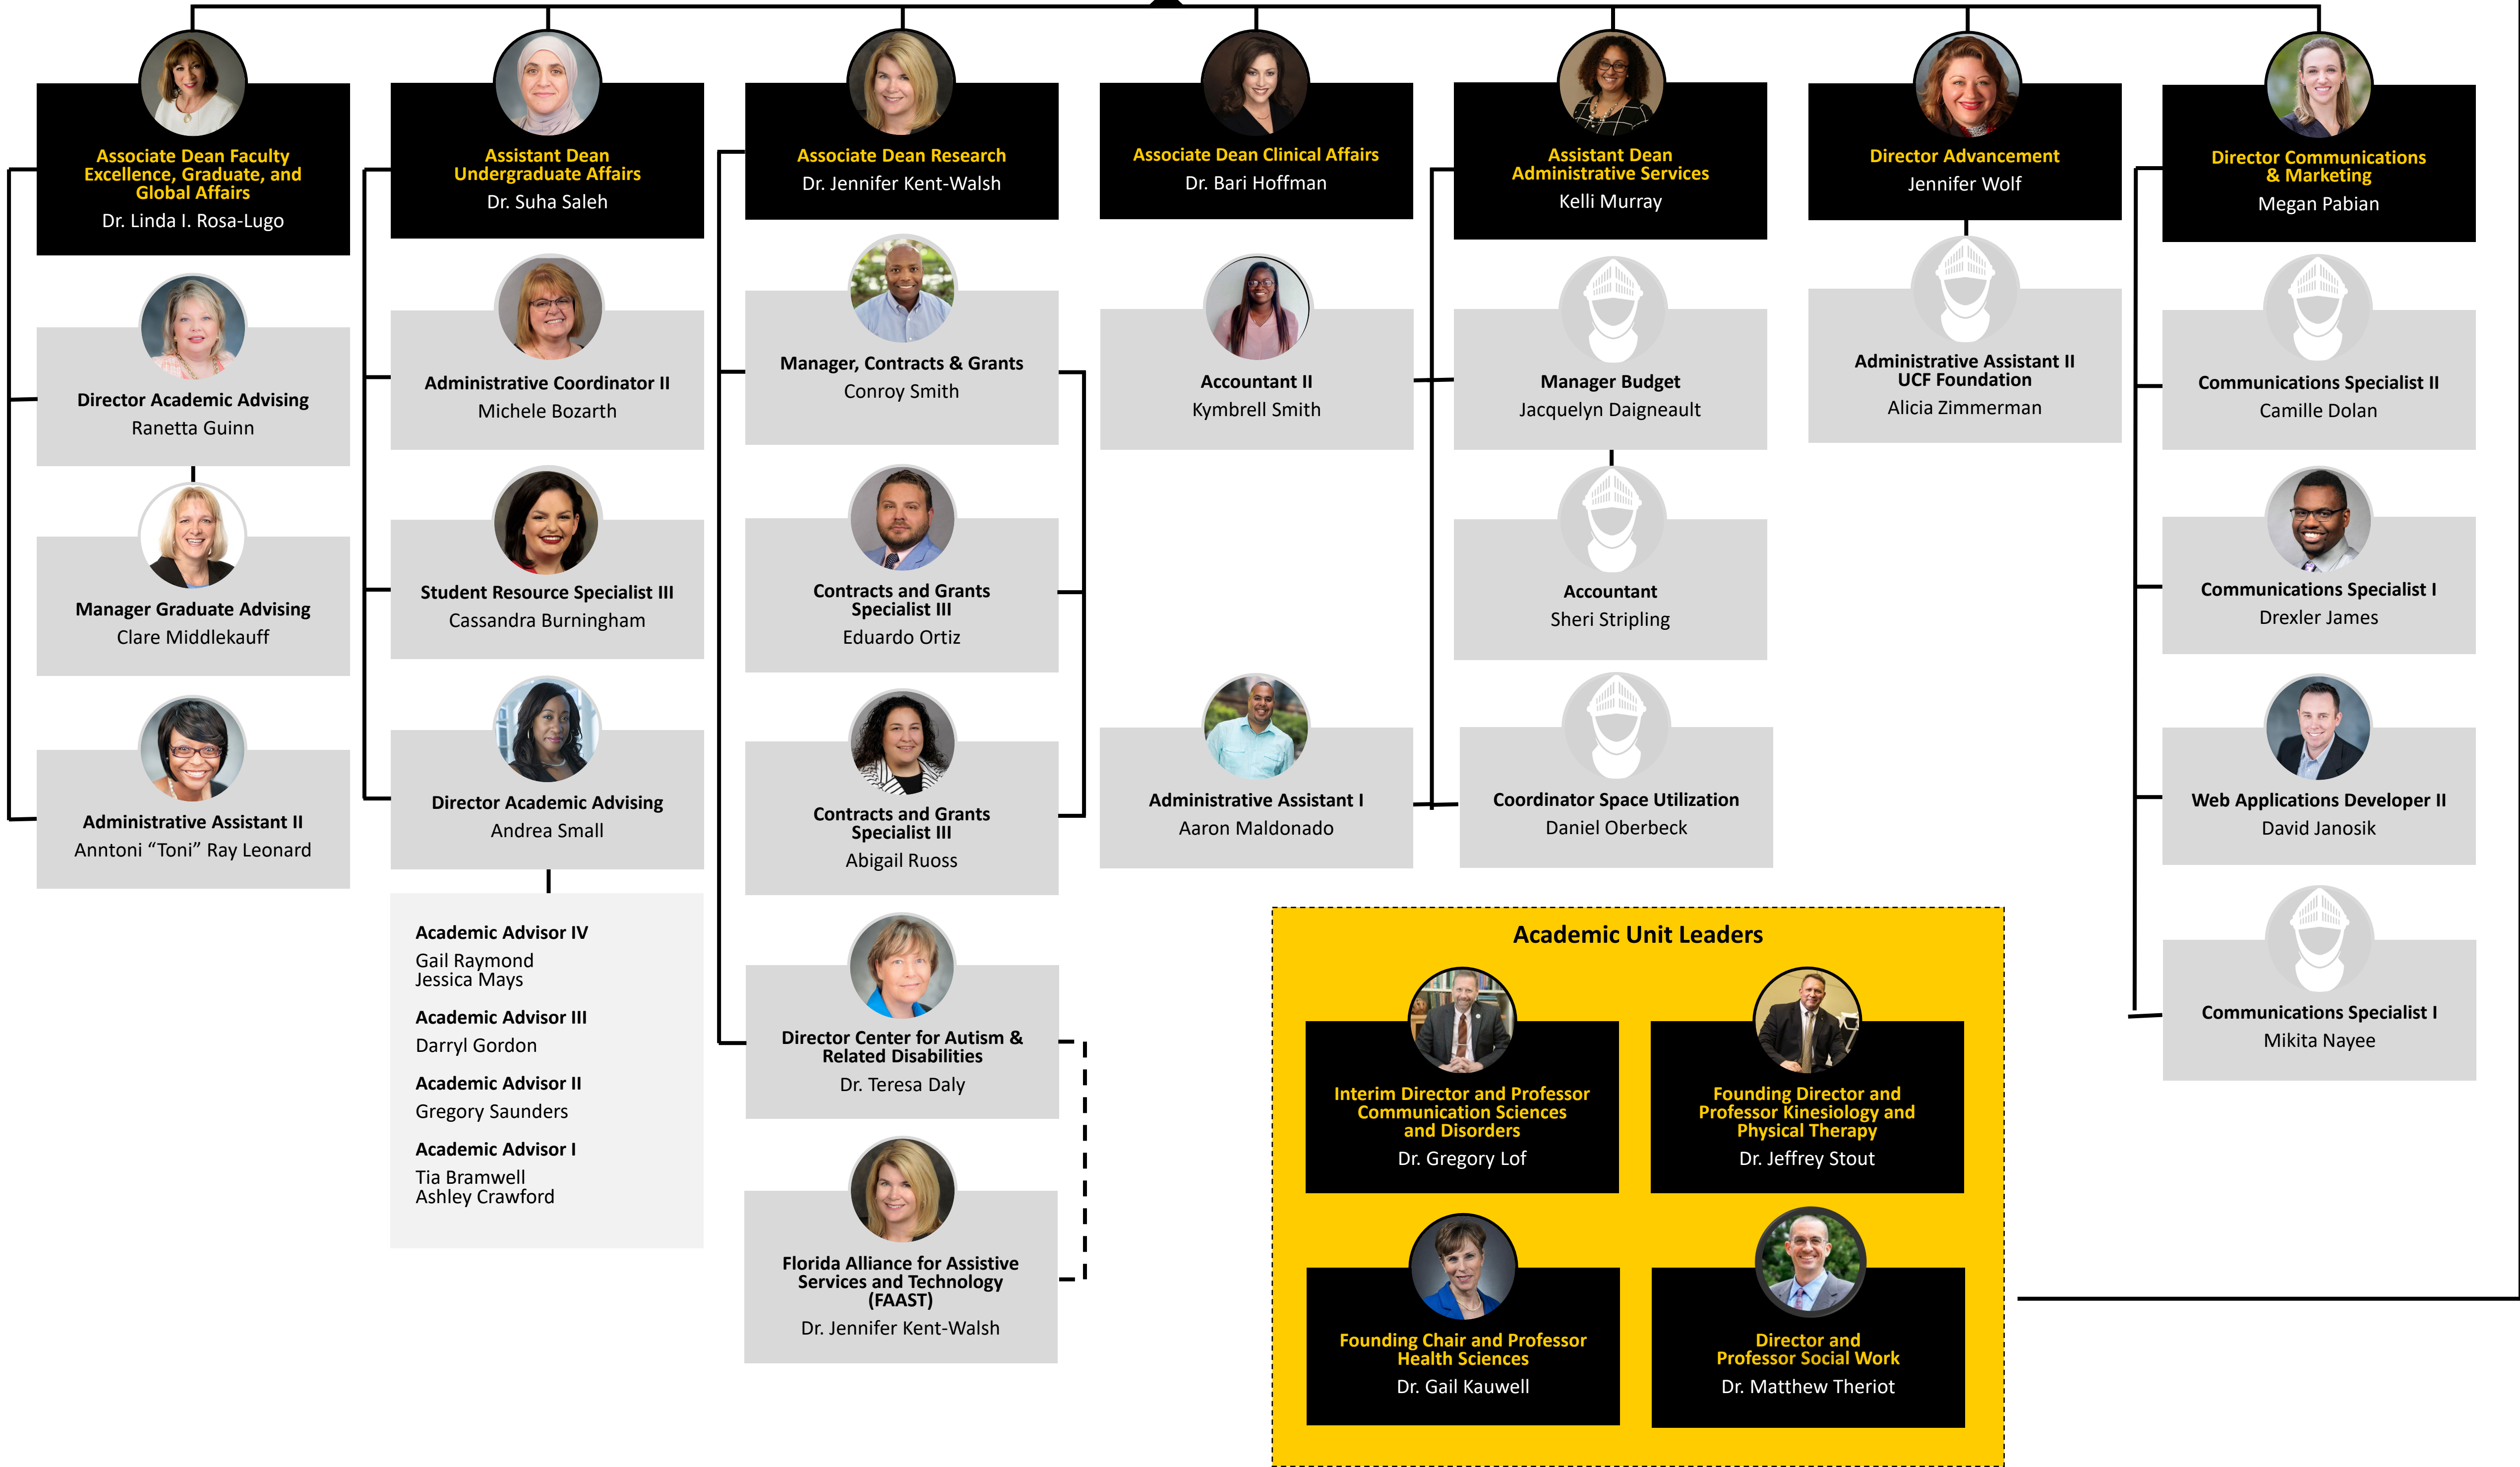 Associate Dean Faculty
Excellence, Graduate, and
Global Affairs
Dr. Linda I. Rosa-Lugo
Director Academic Advising
Ranetta Guinn
Manager Graduate Advising
Clare Middlekauff
Administrative Assistant II
Anntoni “Toni” Ray Leonard
Assistant Dean
Undergraduate Affairs
Dr. Suha Saleh
Administrative Coordinator II
Michele Bozarth
Student Resource Specialist III
Cassandra Burningham
Director Academic Advising
Andrea Small
Academic Advisor IV
Gail Raymond
Jessica Mays
Academic Advisor III
Darryl Gordon
Academic Advisor II
Gregory Saunders
Academic Advisor I
Tia Bramwell
Ashley Crawford
Associate Dean Research
Dr. Jennifer Kent-Walsh
Manager, Contracts & Grants
Conroy Smith
Contracts and Grants
Specialist III
Eduardo Ortiz
Contracts and Grants
Specialist III
Abigail Ruoss
Director Center for Autism &
Related Disabilities
Dr. Teresa Daly
Florida Alliance for Assistive
Services and Technology
(FAAST)
Dr. Jennifer Kent-Walsh
Associate Dean Clinical Affairs
Dr. Bari Hoffman
Accountant II
Kymbrell Smith
Administrative Assistant I
Aaron Maldonado
Assistant Dean
Administrative Services
Kelli Murray
Manager Budget
Jacquelyn Daigneault
Accountant
Sheri Stripling
Coordinator Space Utilization
Daniel Oberbeck
Director Advancement
Jennifer Wolf
Administrative Assistant II
UCF Foundation
Alicia Zimmerman
Director Communications
& Marketing
Megan Pabian
Communications Specialist II
Camille Dolan
Communications Specialist I
Drexler James
Web Applications Developer II
David Janosik
Communications Specialist I
Mikita Nayee
Academic Unit Leaders
Interim Director and Professor
Communication Sciences
and Disorders
Dr. Gregory Lof
Founding Director and
Professor Kinesiology and
Physical Therapy
Dr. Jeffrey Stout
Founding Chair and Professor
Health Sciences
Dr. Gail Kauwell
Director and
Professor Social Work
Dr. Matthew Theriot